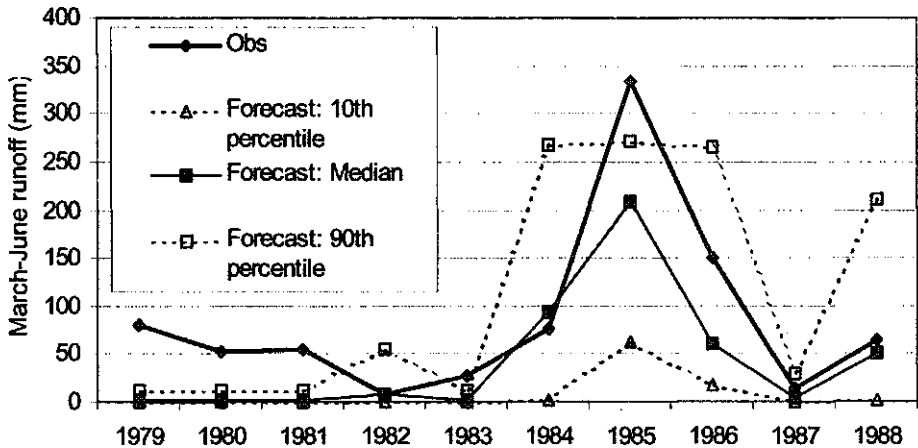 400
350
300
250
200
150
100
50
0
March-June runoff (mm)
Obs
Forecast: 10th
percentile
Forecast: Median
Forecast: 90th
percentile
1979 1980 1981 1982 1983 1984 1985 1986 1987 1988